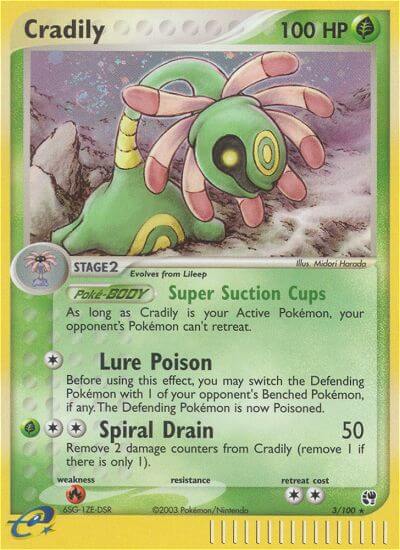 Cradily 100 HP
STAGE2 Evolves from Lileep Illus. Midori Harada
Poké-BODY Super Suction Cups
As long as Cradily is your Active Pokémon, your
opponent's Pokémon can't retreat.
Lure Poison
Before using this effect, you may switch the Defending
Pokémon with 1 of your opponent's Benched Pokémon,
if any.The Defending Pokémon is now Poisoned.
Spiral Drain 50
Remove 2 damage counters from Cradily (remove 1 if
there is only 1).
weakness resistance retreat cost
6SG-1ZE-DSR ©2003 Pokémon/Nintendo 3/100 ★
e